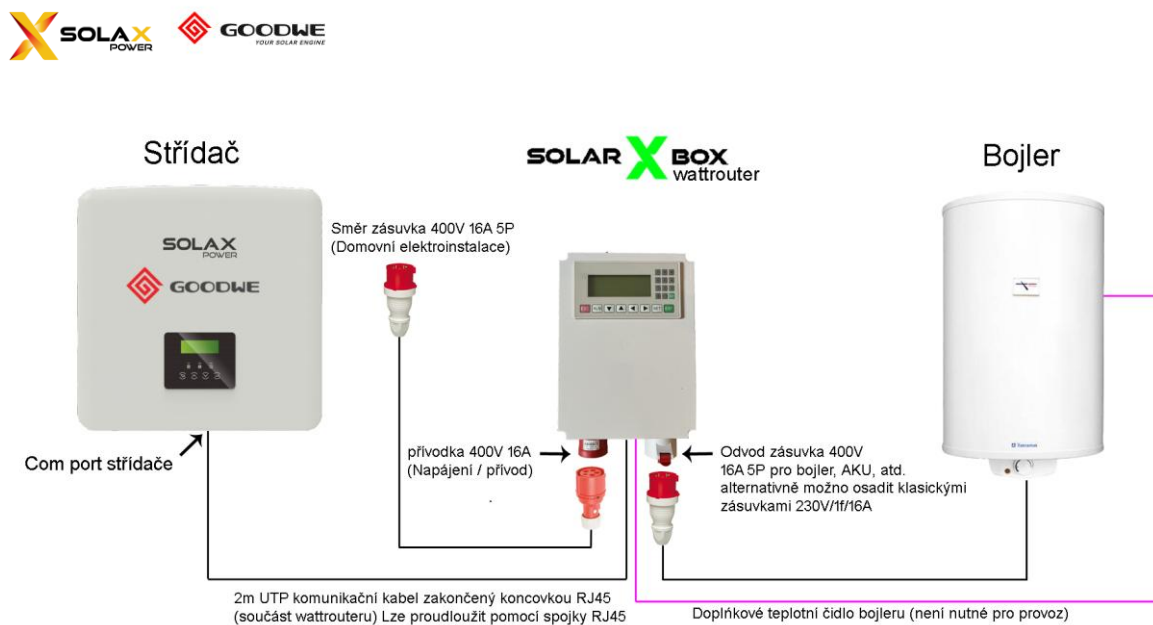 SOLAX
POWER
GOODWE
YOUR SOLAR ENGINE
Střídač
SOLAR X BOX
wattrouter
Bojler
Směr zásuvka 400V 16A 5P
(Domovní elektroinstalace)
SOLAX
POWER
GOODWE
přívodka 400V 16A
(Napájení / přívod)
Odvod zásuvka 400V
16A 5P pro bojler, AKU, atd.
alternativně možno osadit klasickými
zásuvkami 230V/1f/16A
Com port střídače
2m UTP komunikační kabel zakončený koncovkou RJ45
(součást wattrouteru) Lze proudloužit pomocí spojky RJ45
Doplňkové teplotní čidlo bojleru (není nutné pro provoz)